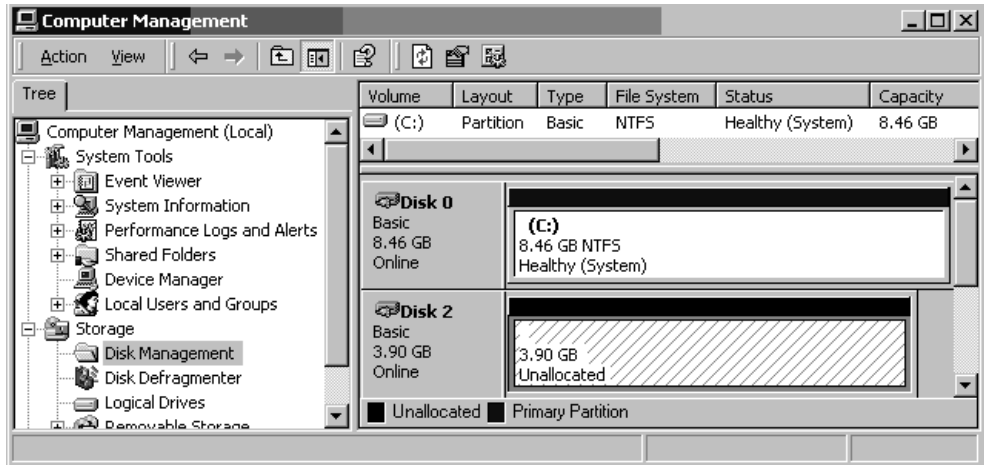 Computer Management
Action View
Tree
Computer Management (Local)
System Tools
Event Viewer
System Information
Performance Logs and Alerts
Shared Folders
Device Manager
Local Users and Groups
Storage
Disk Management
Disk Defragmenter
Logical Drives
Removable Storage
Volume Layout Type File System Status Capacity
(C:) Partition Basic NTFS Healthy (System) 8.46 GB
Disk 0
Basic
8.46 GB
Online
(C:)
8.46 GB NTFS
Healthy (System)
Disk 2
Basic
3.90 GB
Online
3.90 GB
Unallocated
Unallocated Primary Partition